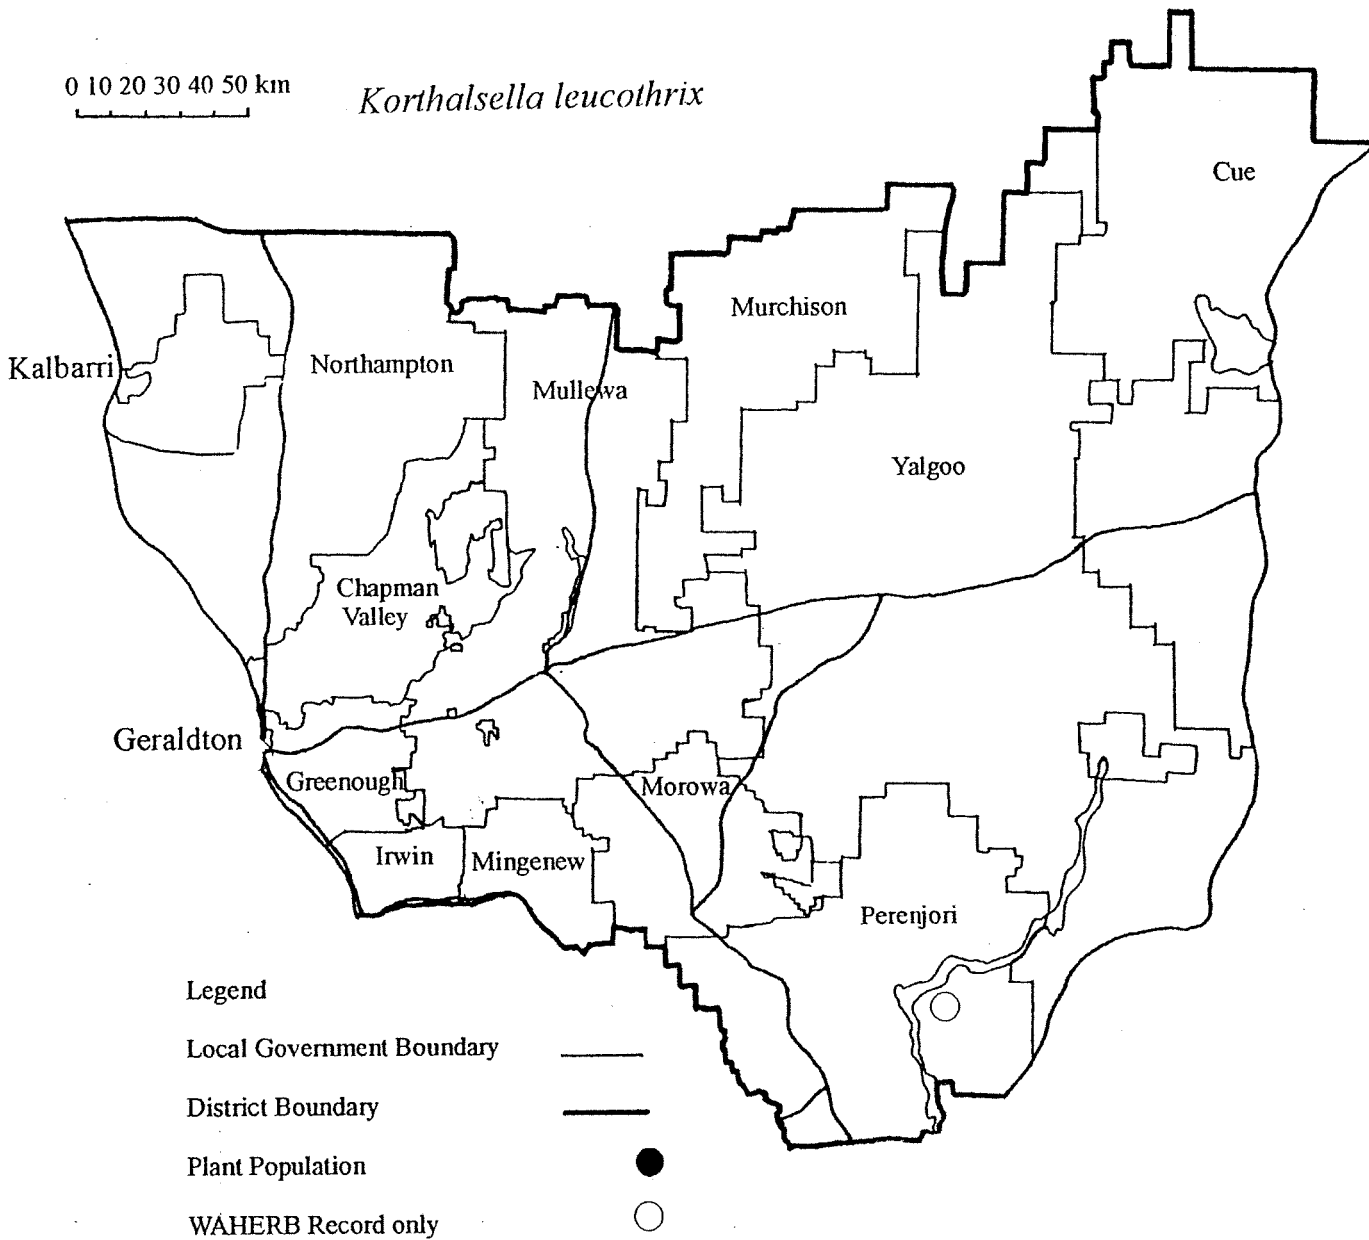 0 10 20 30 40 50 km
Korthalsella leucothrix
Cue
Murchison
Kalbarri
Northampton
Mullewa
Yalgoo
Chapman
Valley
Geraldton
Greenough
Morowa
Irwin
Mingenew
Perenjori
Legend
Local Government Boundary
District Boundary
Plant Population
WAHERB Record only